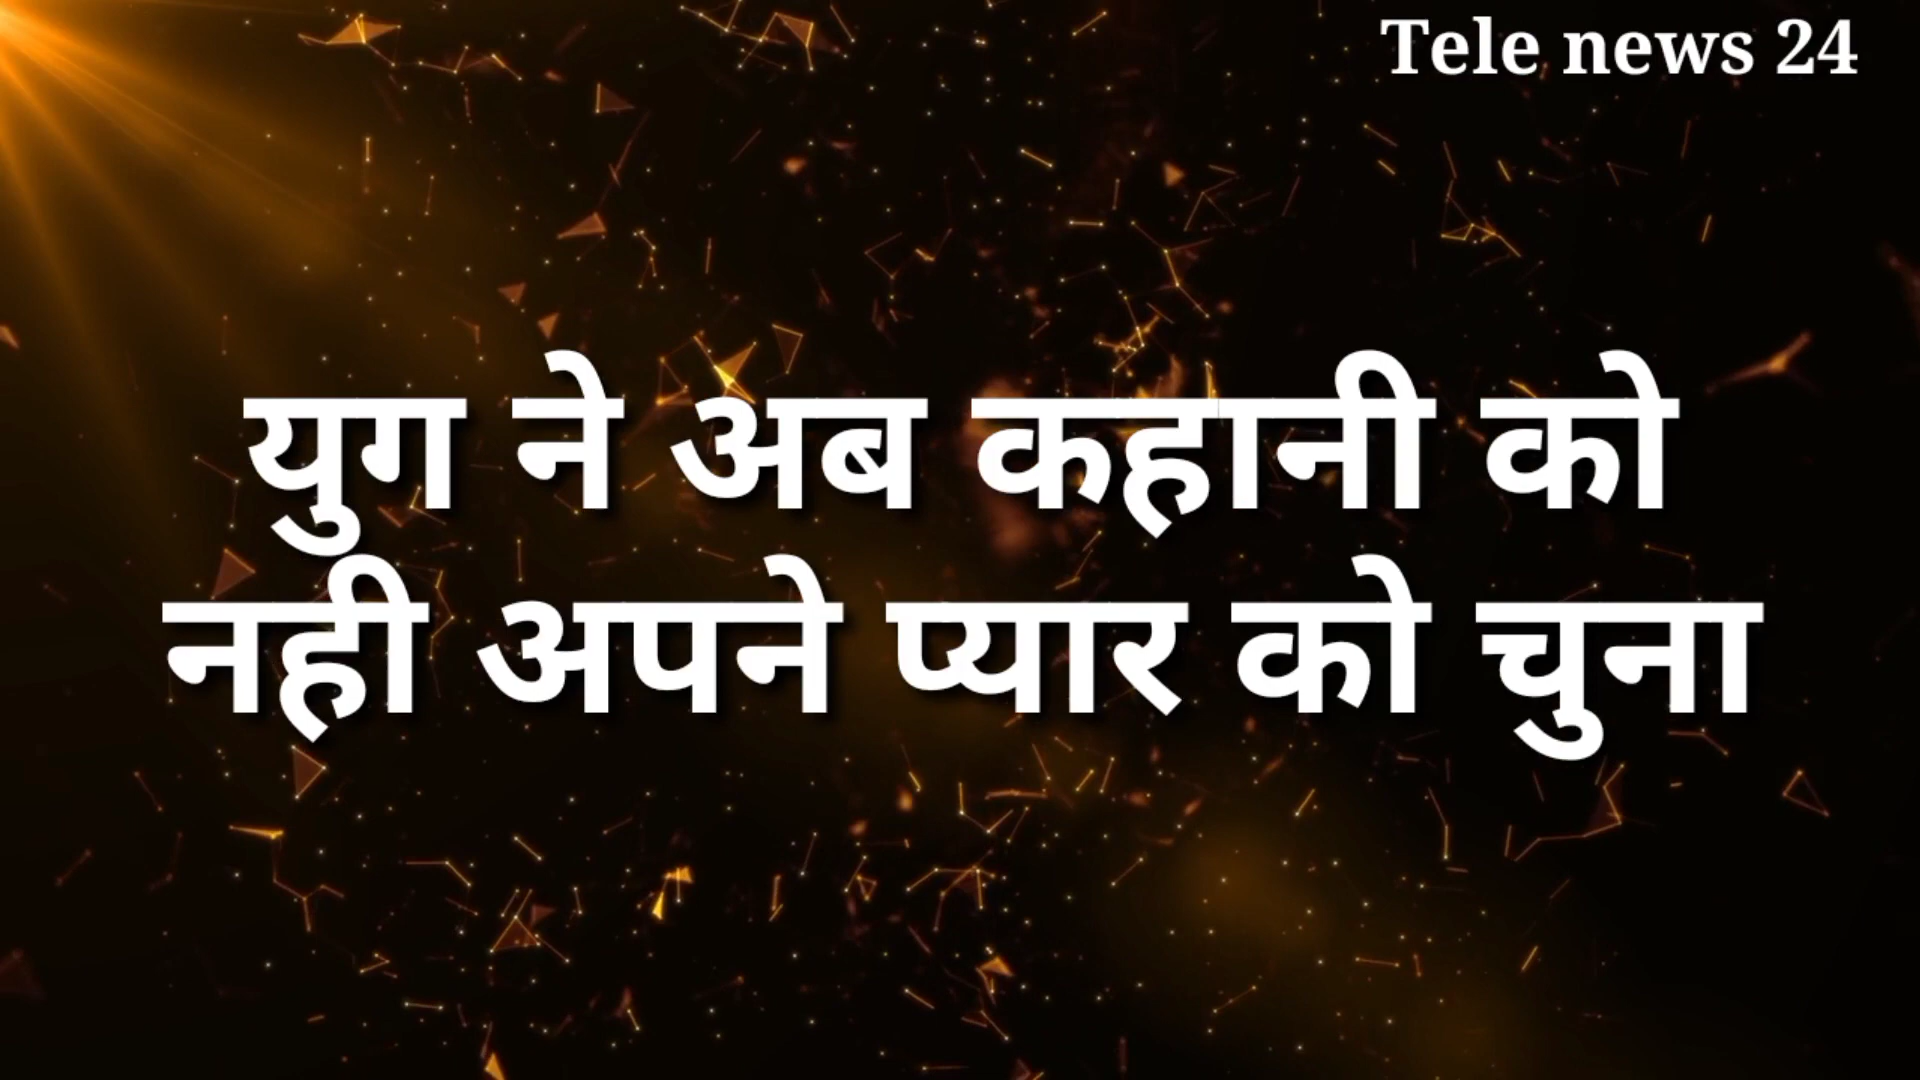 Tele news 24
युग ने अब कहानी को
नही अपने प्यार को चुना